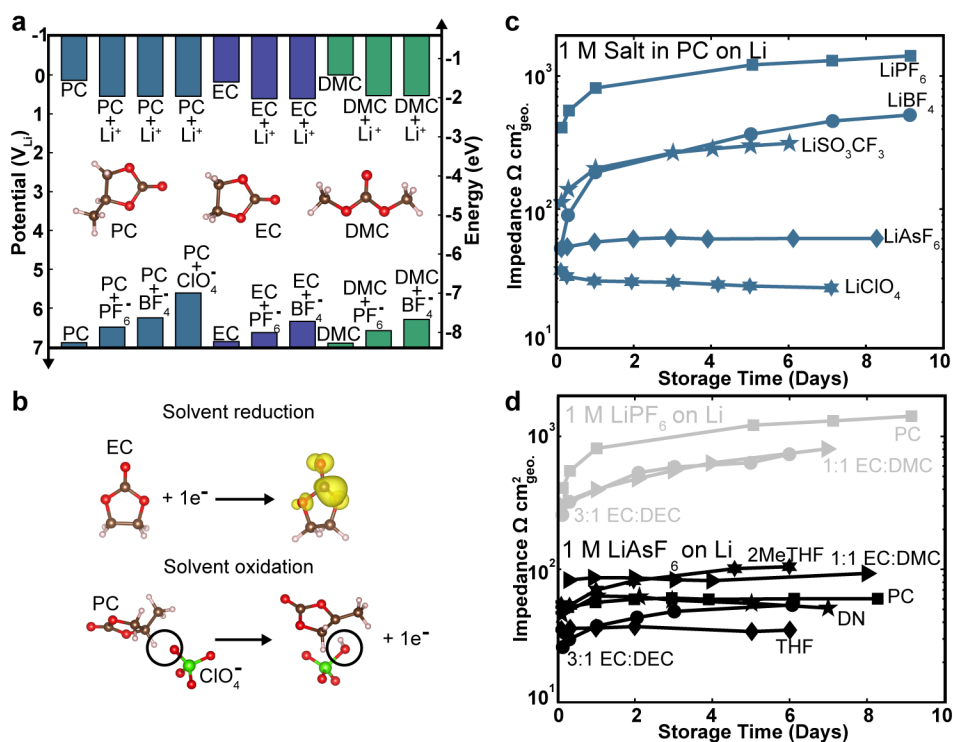 a
-1
0
1
2
3
4
5
6
7
Potential (V_Li)
-1
-2
-3
-4
-5
-6
-7
-8
Energy (eV)
PC
PC
+
Li⁺
PC
+
Li⁺
PC
+
Li⁺
EC
EC
+
Li⁺
EC
+
Li⁺
DMC
DMC
+
Li⁺
DMC
+
Li⁺
PC
EC
DMC
PC
PC
+
PF₆⁻
PC
+
BF₄⁻
PC
+
ClO₄⁻
EC
EC
+
PF₆⁻
EC
+
BF₄⁻
DMC
DMC
+
PF₆⁻
DMC
+
BF₄⁻
b
Solvent reduction
EC
+ 1e⁻
Solvent oxidation
PC
ClO₄⁻
+ 1e⁻
c
1 M Salt in PC on Li
LiPF₆
LiBF₄
LiSO₃CF₃
LiAsF₆
LiClO₄
10³
10²
10¹
Impedance Ω cm²geo.
0 2 4 6 8 10
Storage Time (Days)
d
1 M LiPF₆ on Li
PC
1:1 EC:DMC
3:1 EC:DEC
1 M LiAsF₆ on Li
2MeTHF
1:1 EC:DMC
PC
DN
THF
3:1 EC:DEC
10³
10²
10¹
Impedance Ω cm²geo.
0 2 4 6 8 10
Storage Time (Days)